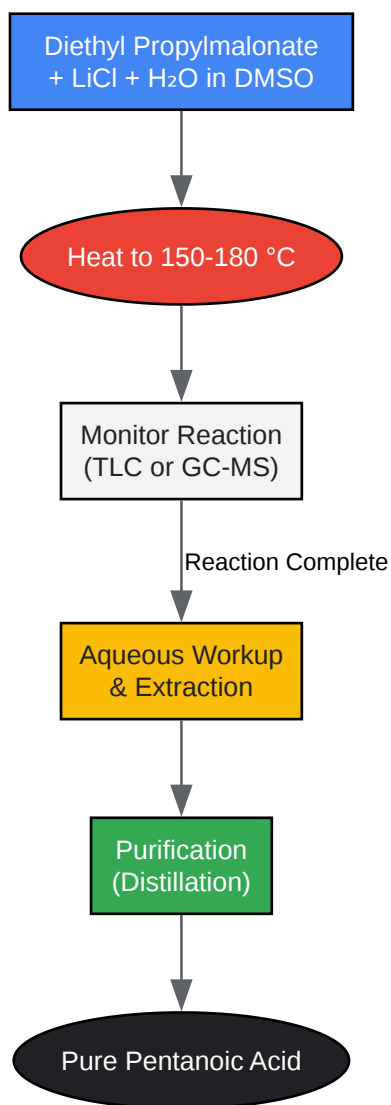 Diethyl Propylmalonate
+ LiCl + H₂O in DMSO
Heat to 150-180 °C
Monitor Reaction
(TLC or GC-MS)
Reaction Complete
Aqueous Workup
& Extraction
Purification
(Distillation)
Pure Pentanoic Acid